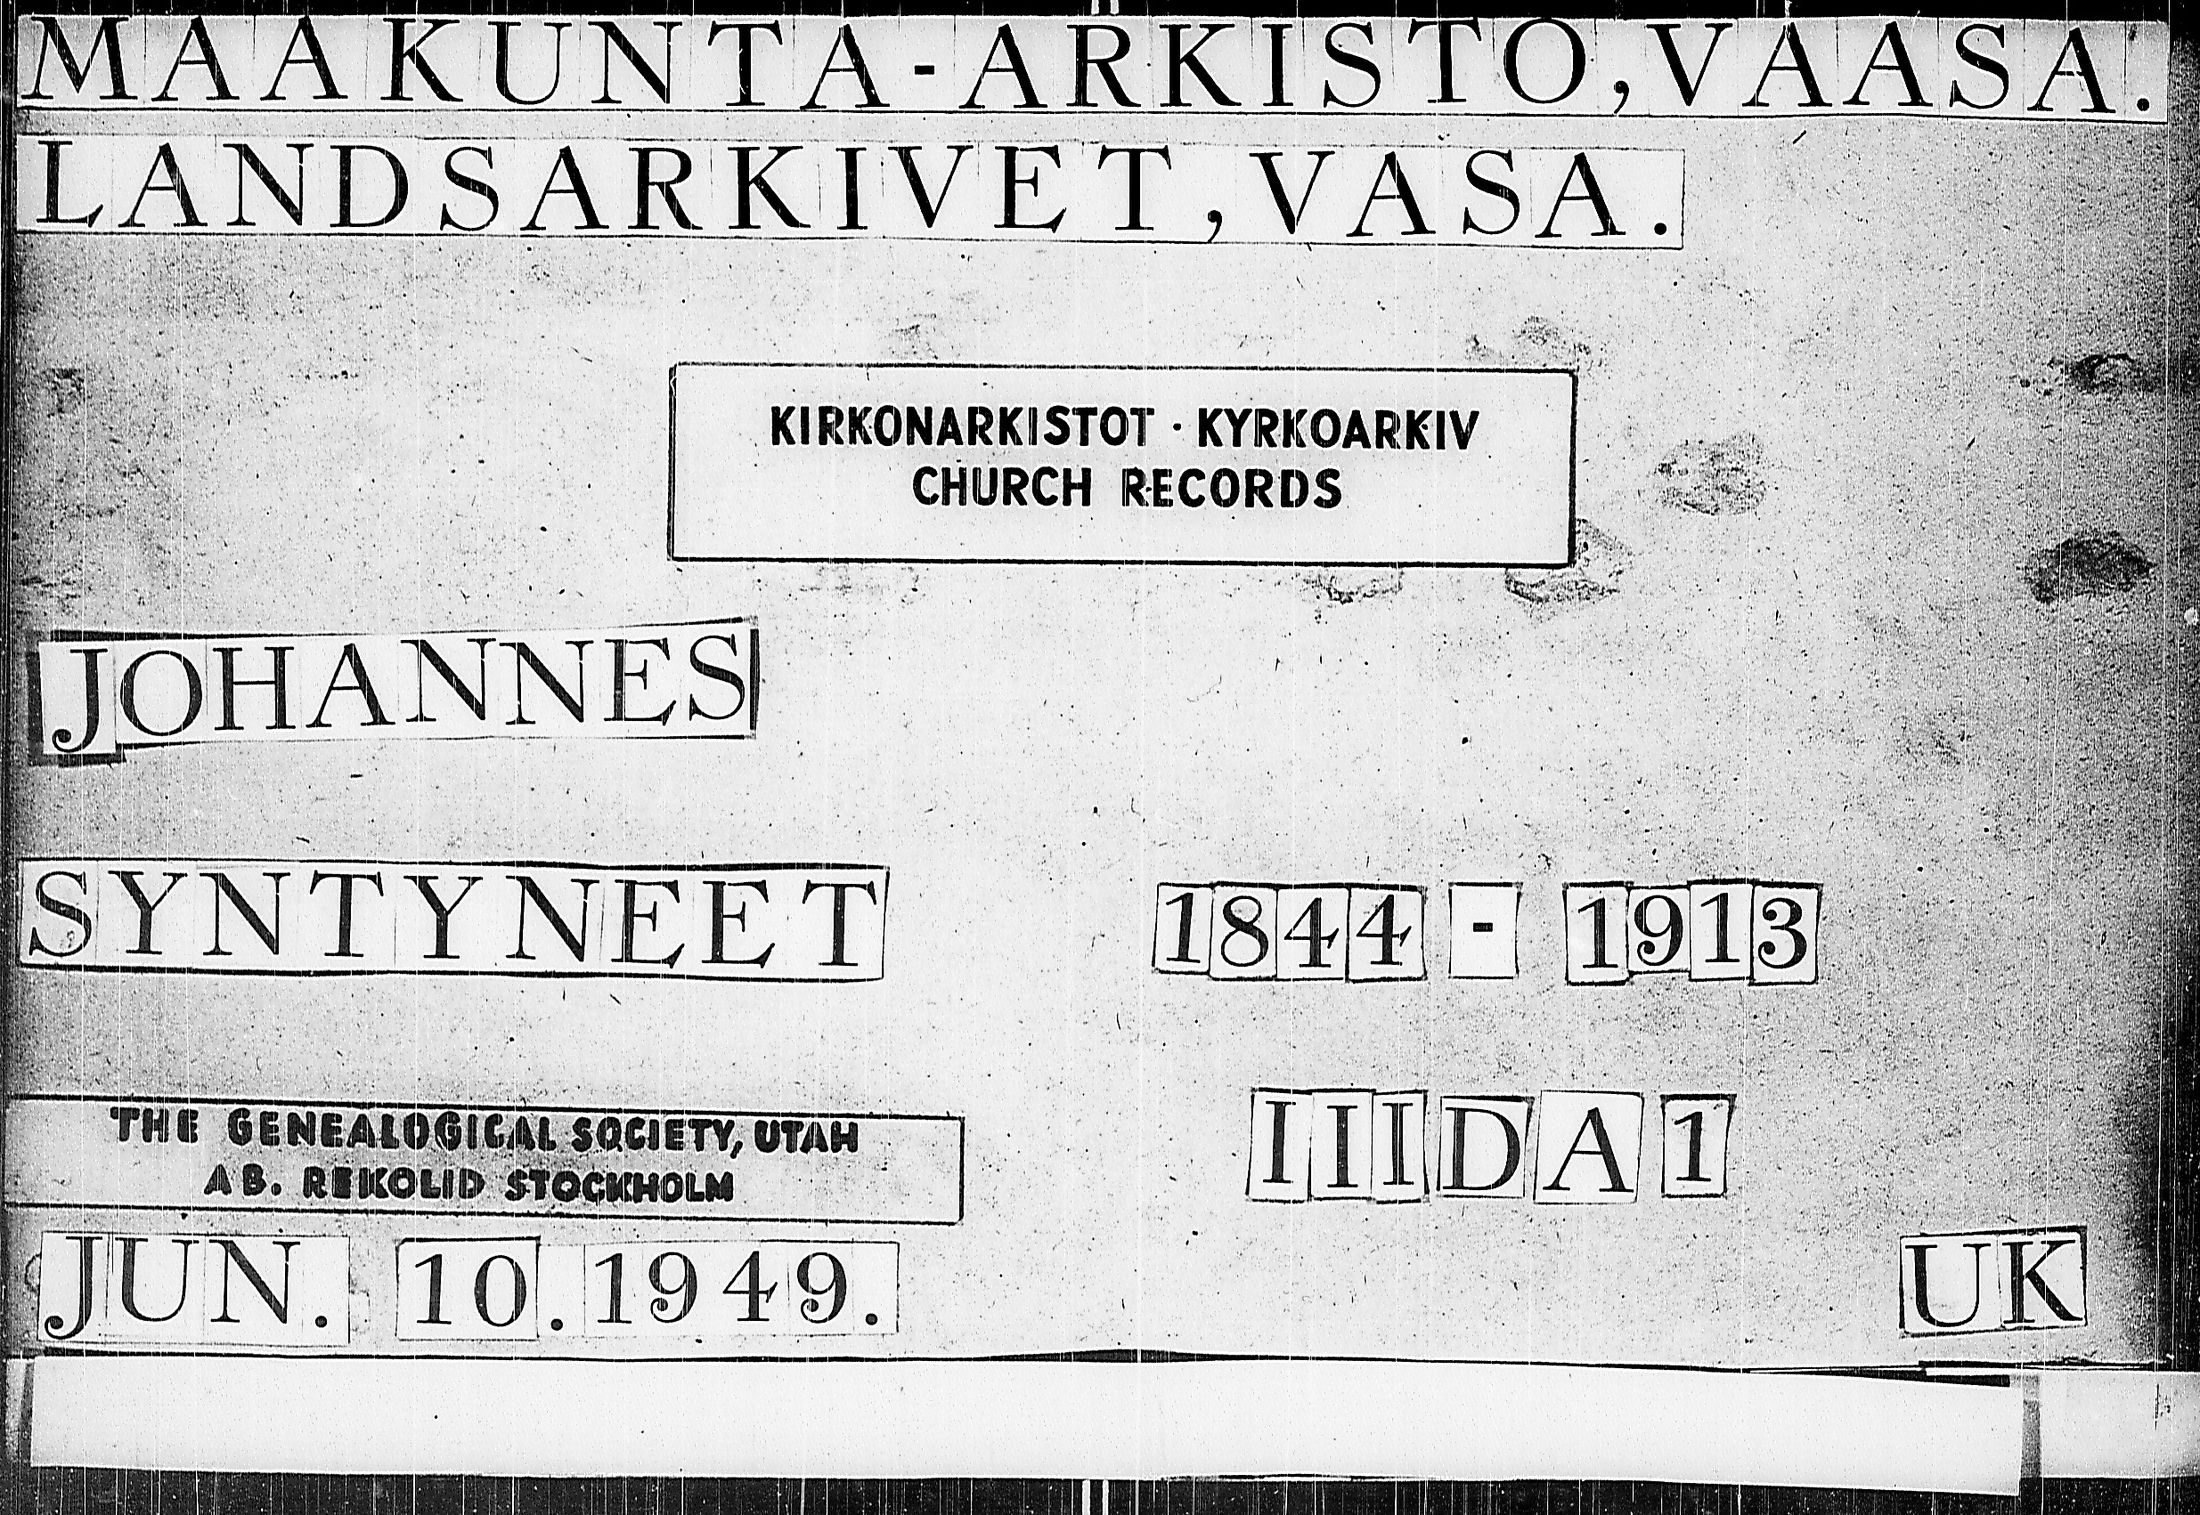 MAAKUNTA-ARKISTO, VAASA.
LANDSARKIVET, VASA.
KIRKONARKISTOT · KYRKOARKIV
CHURCH RECORDS
JOHANNES
SYNTYNEET 1844 - 1913
THE GENEALOGICAL SOCIETY, UTAH
AB. REKOLID STOCKHOLM
IIIDA1
JUN. 10. 1949.
UK